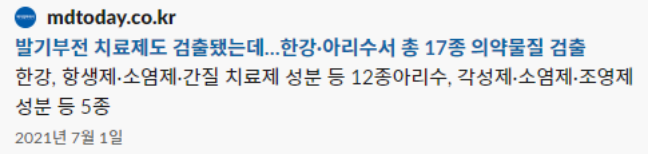 mdtoday.co.kr
발기부전 치료제도 검출됐는데...한강·아리수서 총 17종 의약물질 검출
한강, 항생제·소염제·간질 치료제 성분 등 12종아리수, 각성제·소염제·조영제
성분 등 5종
2021년 7월 1일